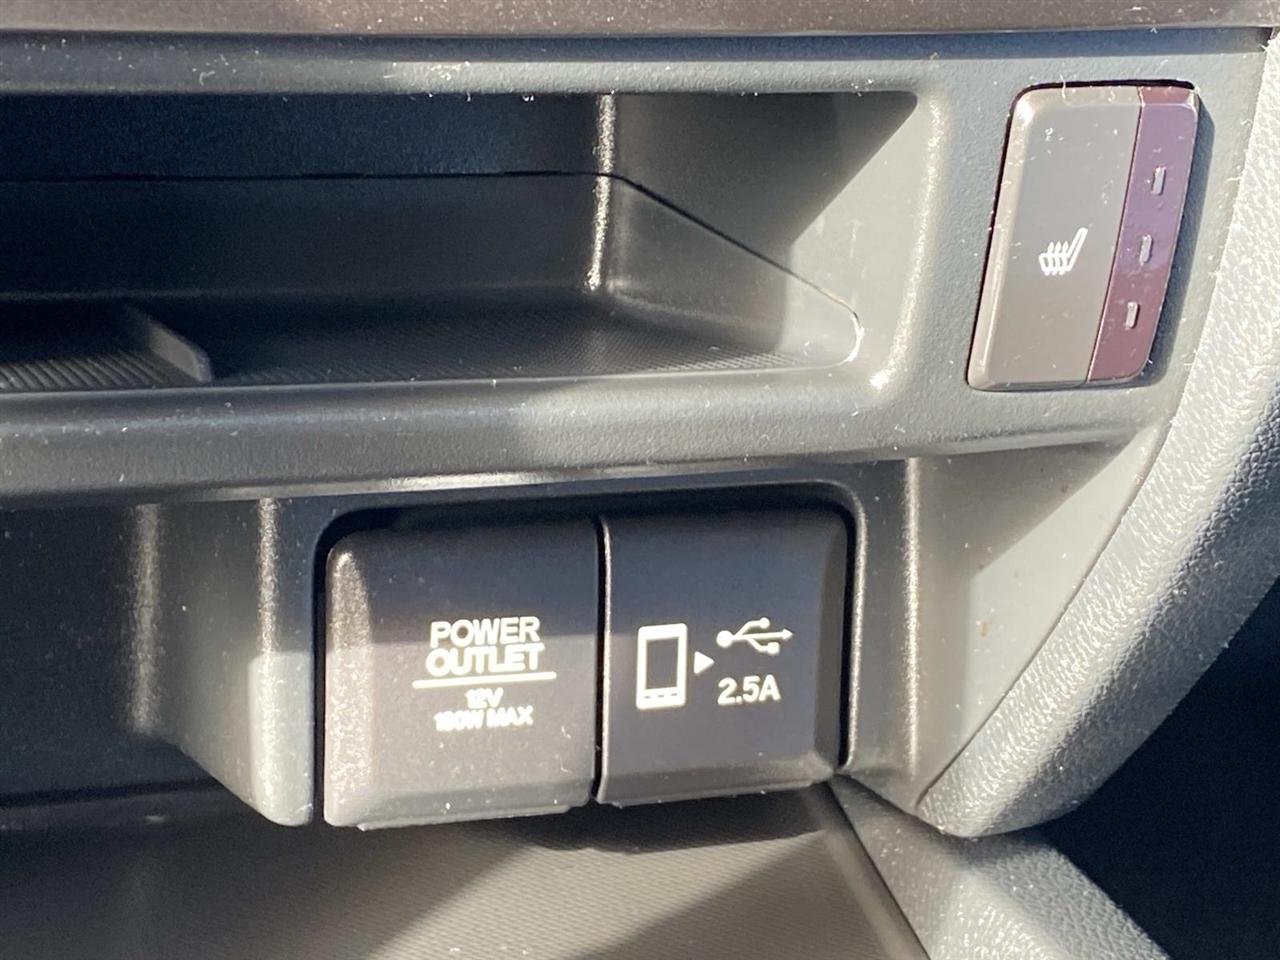 POWER
OUTLET
12V
180W MAX
2.5A